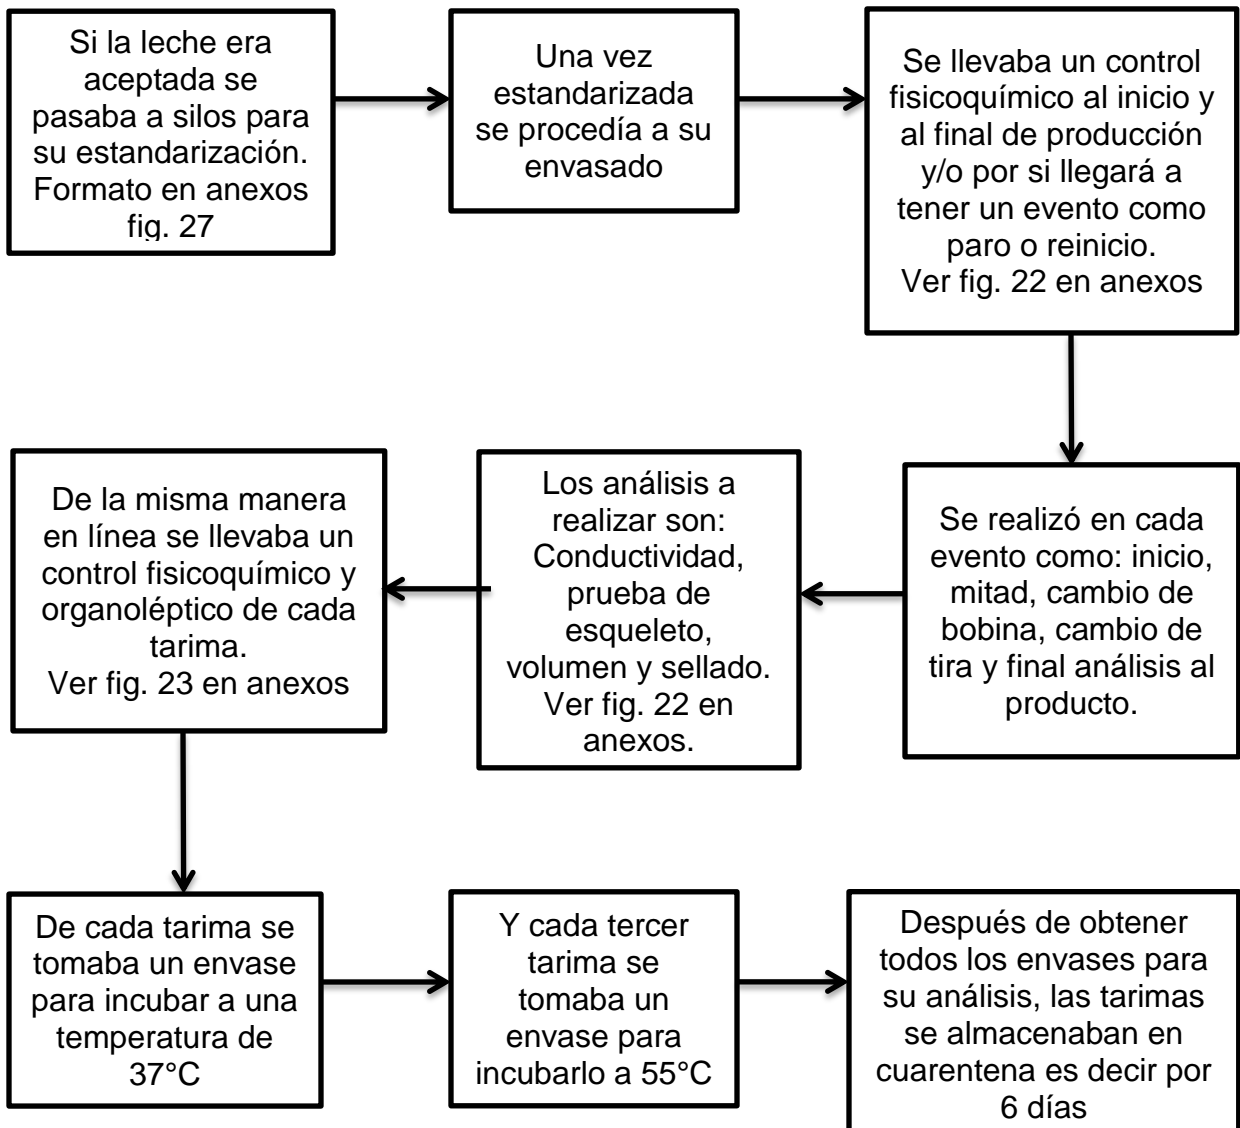 Si la leche era
aceptada se
pasaba a silos para
su estandarización.
Formato en anexos
fig. 27
Una vez
estandarizada
se procedía a su
envasado
Se llevaba un control
fisicoquímico al inicio y
al final de producción
y/o por si llegará a
tener un evento como
paro o reinicio.
Ver fig. 22 en anexos
Se realizó en cada
evento como: inicio,
mitad, cambio de
bobina, cambio de
tira y final análisis al
producto.
Los análisis a
realizar son:
Conductividad,
prueba de
esqueleto,
volumen y sellado.
Ver fig. 22 en
anexos.
De la misma manera
en línea se llevaba un
control fisicoquímico y
organoléptico de cada
tarima.
Ver fig. 23 en anexos
De cada tarima se
tomaba un envase
para incubar a una
temperatura de
37°C
Y cada tercer
tarima se
tomaba un
envase para
incubarlo a 55°C
Después de obtener
todos los envases para
su análisis, las tarimas
se almacenaban en
cuarentena es decir por
6 días